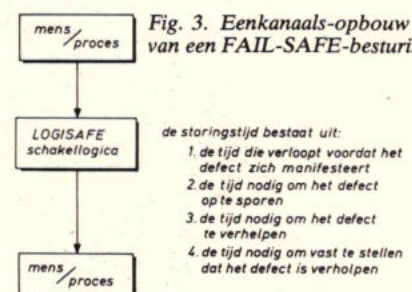 mens/proces
Fig. 3. Eenkanaals-opbouw
van een FAIL-SAFE-besturi
LOGISAFE
schakellogica
de storingstijd bestaat uit:
1. de tijd die verloopt voordat het
defect zich manifesteert
2. de tijd nodig om het defect
op te sporen
3. de tijd nodig om het defect
te verhelpen
4. de tijd nodig om vast te stellen
dat het defect is verholpen
mens/proces